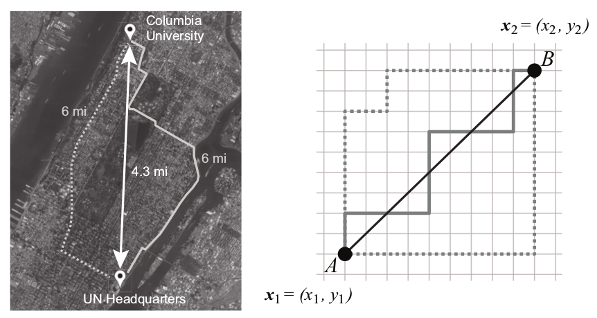 Columbia
University
6 mi
6 mi
4.3 mi
UN Headquarters
x₂ = (x₂, y₂)
B
A
x₁ = (x₁, y₁)